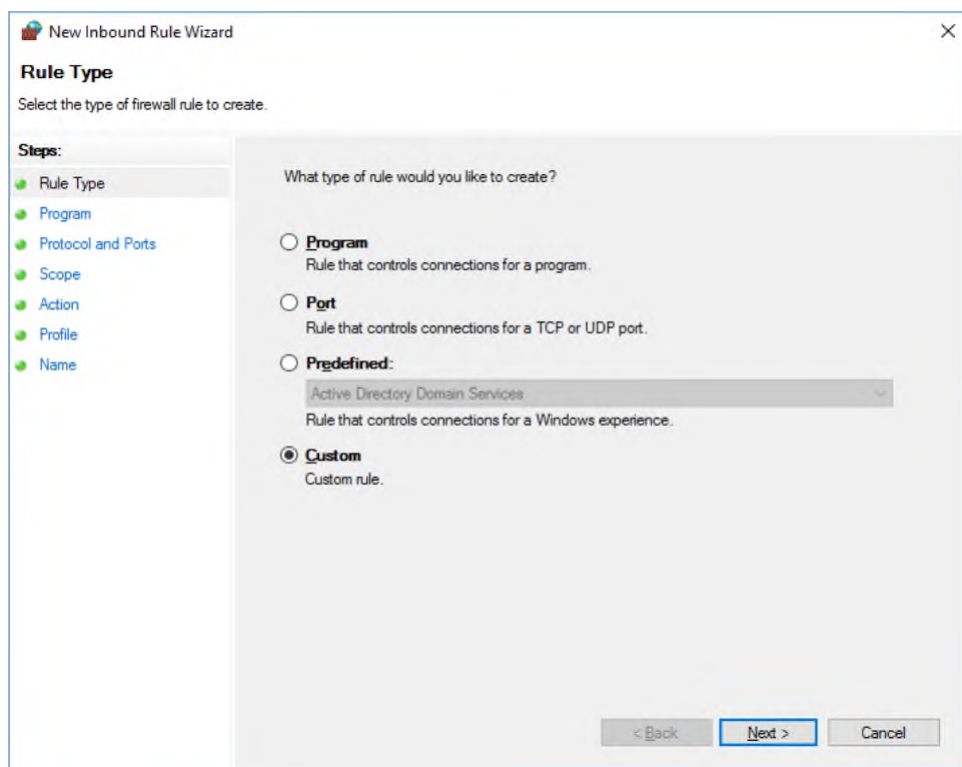 New Inbound Rule Wizard
Rule Type
Select the type of firewall rule to create.
Steps:
Rule Type
Program
Protocol and Ports
Scope
Action
Profile
Name
What type of rule would you like to create?
Program
Rule that controls connections for a program.
Port
Rule that controls connections for a TCP or UDP port.
Predefined:
Active Directory Domain Services
Rule that controls connections for a Windows experience.
Custom
Custom rule.
< Back
Next >
Cancel